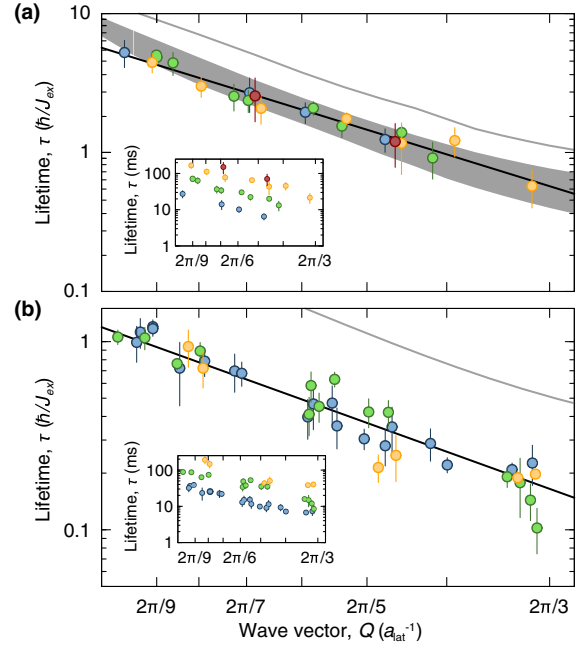 (a)
10
1
0.1
Lifetime, τ (ħ/J_ex)
100
10
1
Lifetime, τ (ms)
2π/9 2π/6 2π/3
(b)
1
0.1
Lifetime, τ (ħ/J_ex)
100
10
1
Lifetime, τ (ms)
2π/9 2π/6 2π/3
2π/9 2π/7 2π/5 2π/3
Wave vector, Q (a_lat^-1)